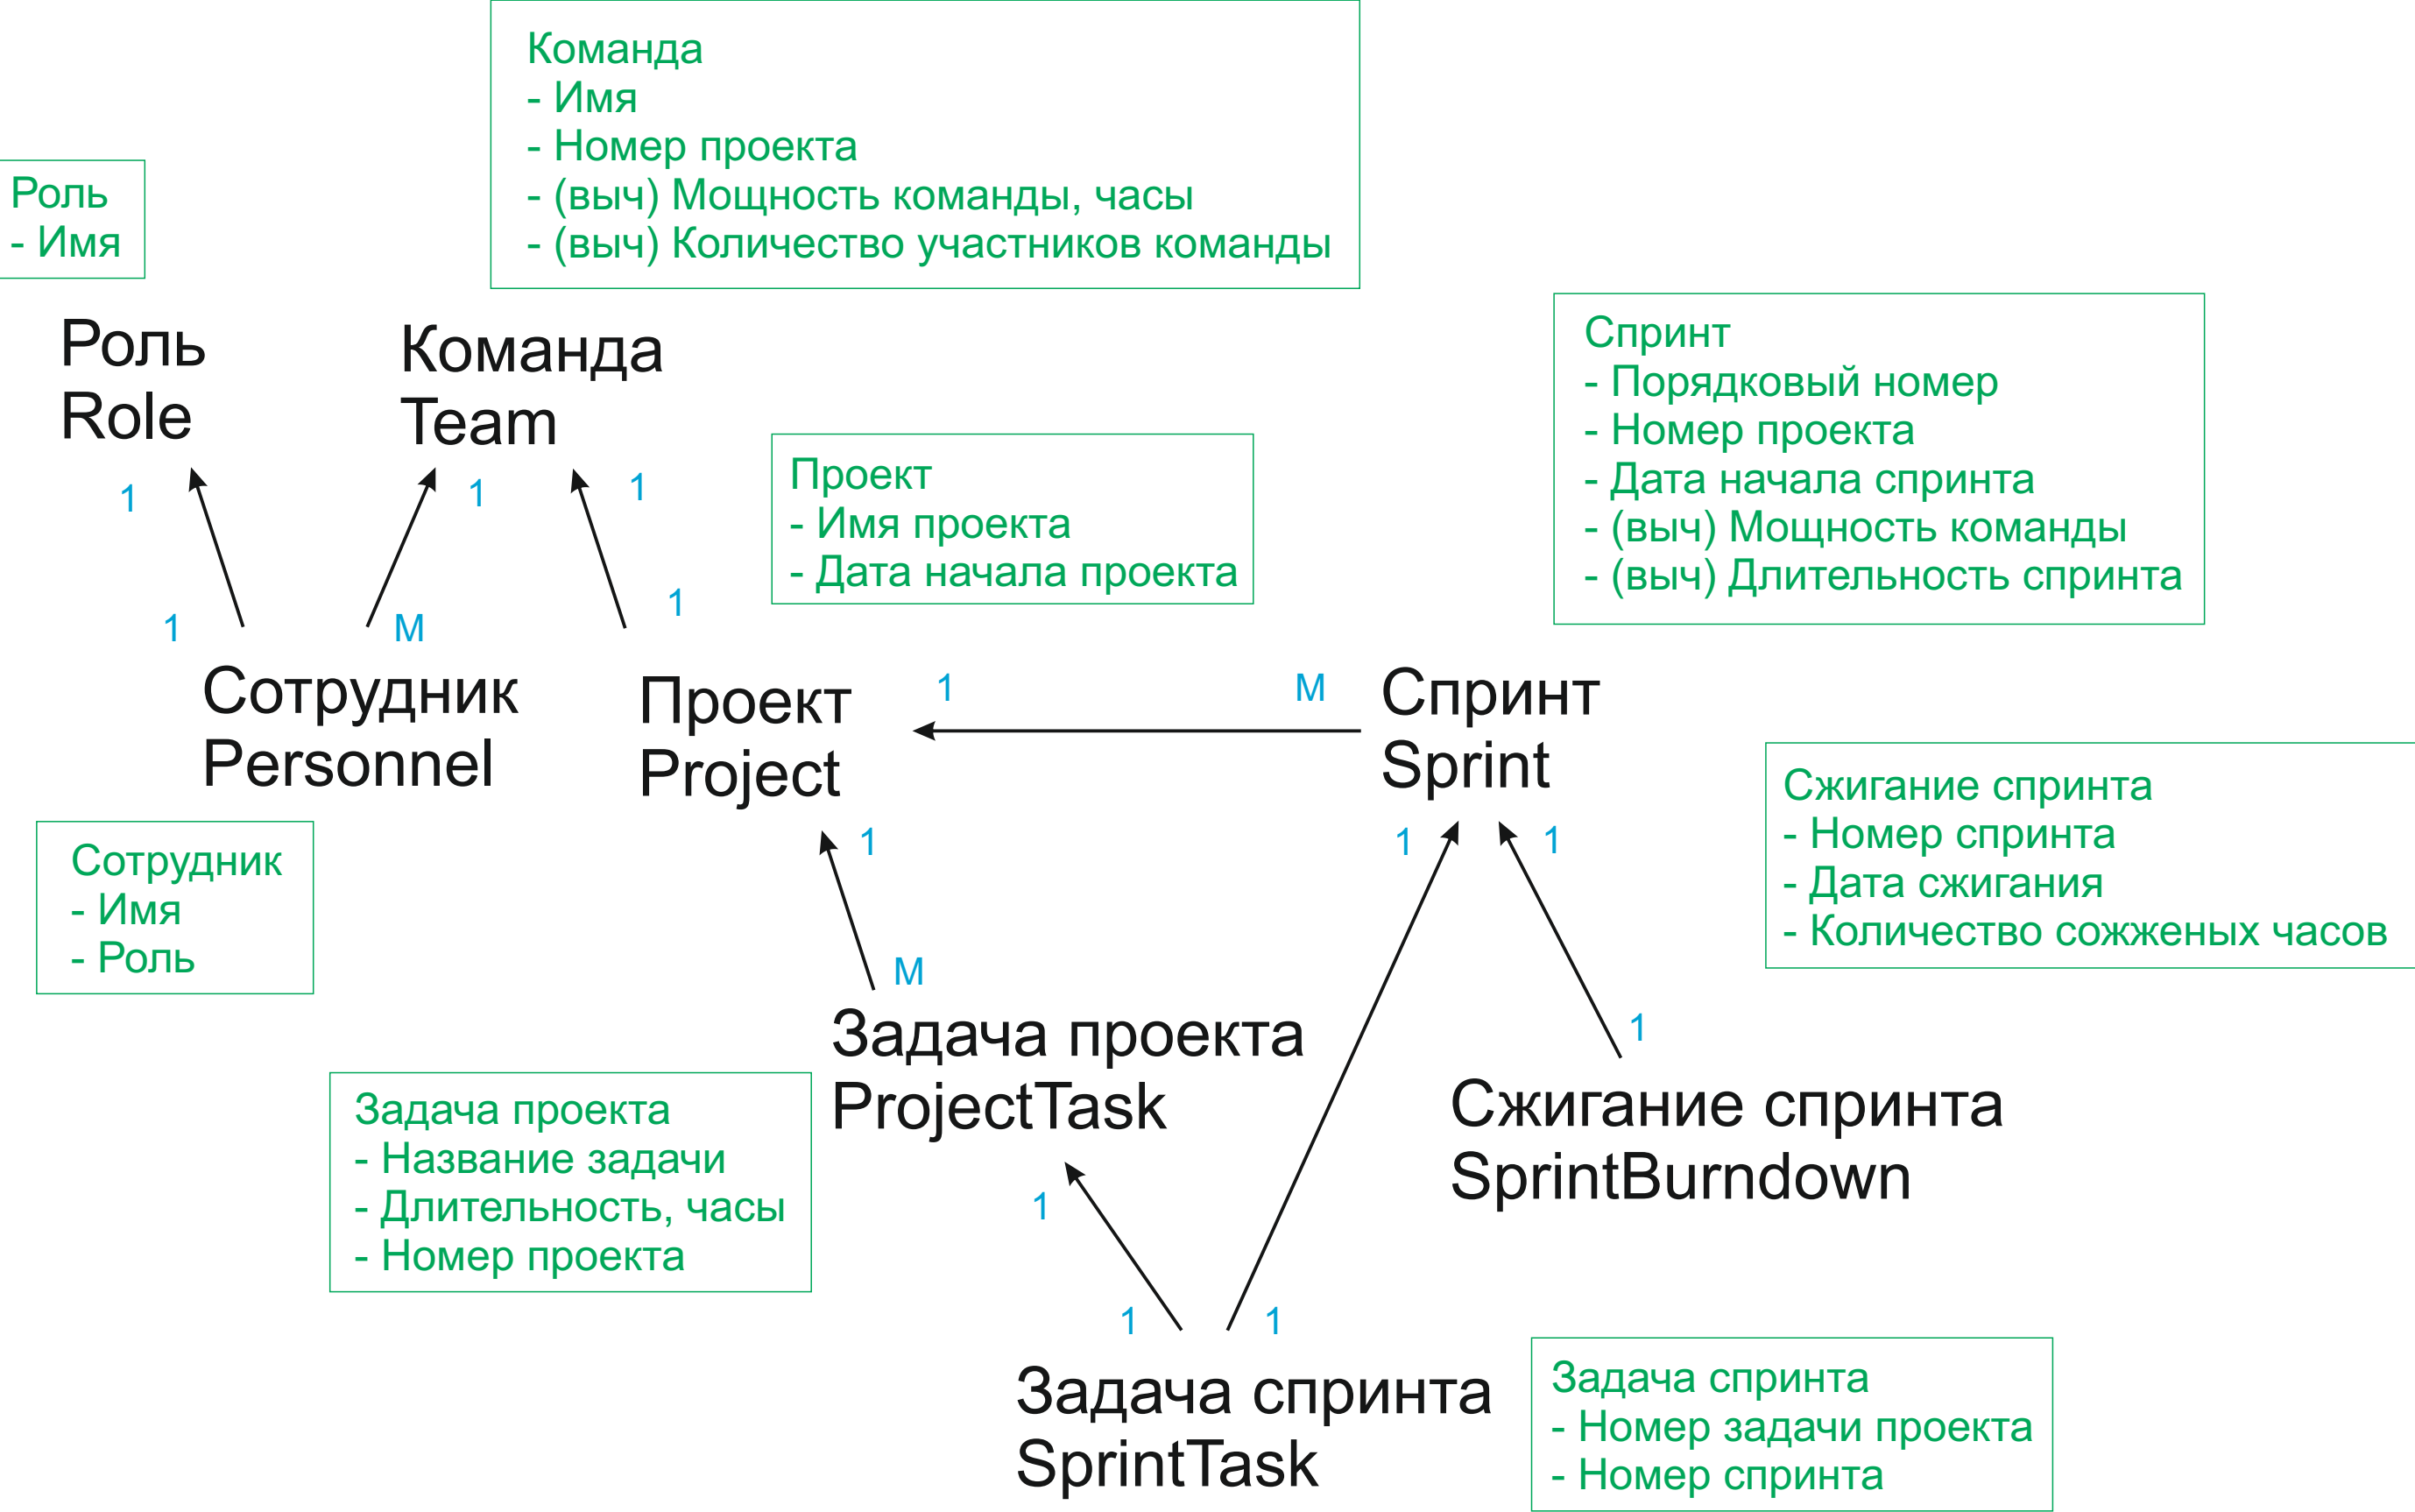 Команда
- Имя
- Номер проекта
- (выч) Мощность команды, часы
- (выч) Количество участников команды
Роль
- Имя
Роль
Role
Команда
Team
Спринт
- Порядковый номер
- Номер проекта
- Дата начала спринта
- (выч) Мощность команды
- (выч) Длительность спринта
Проект
- Имя проекта
- Дата начала проекта
1
1
1
1
М
1
Сотрудник
Personnel
Проект
Project
1
М
Спринт
Sprint
Сотрудник
- Имя
- Роль
1
1
1
Сжигание спринта
- Номер спринта
- Дата сжигания
- Количество сожженых часов
М
1
Задача проекта
ProjectTask
Сжигание спринта
SprintBurndown
Задача проекта
- Название задачи
- Длительность, часы
- Номер проекта
1
1
1
Задача спринта
SprintTask
Задача спринта
- Номер задачи проекта
- Номер спринта